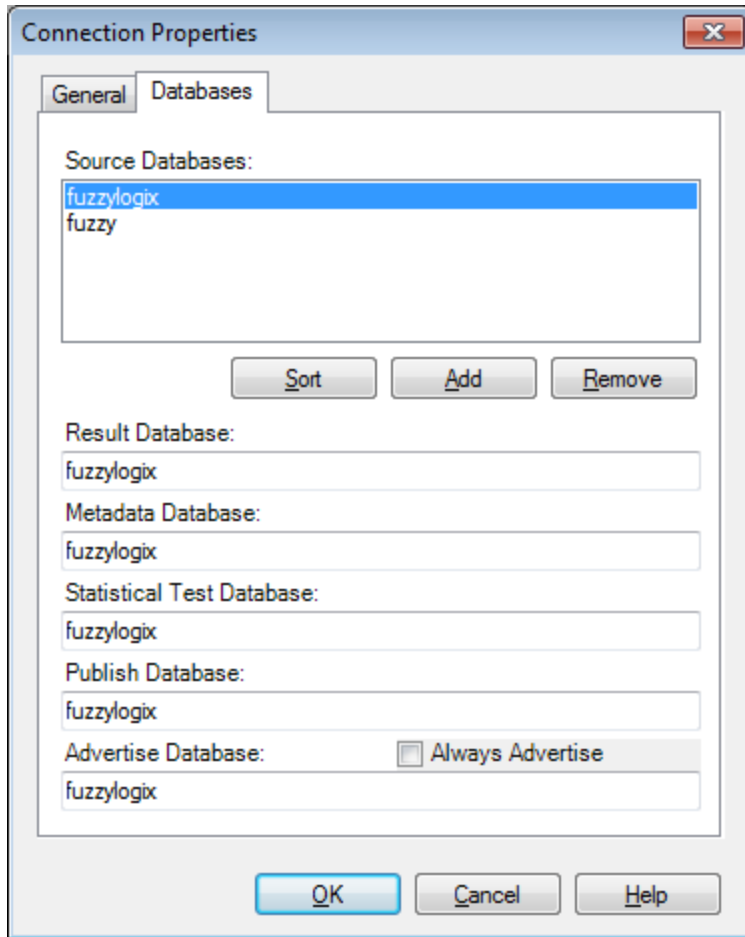 Connection Properties
General Databases
Source Databases:
fuzzylogix
fuzzy
Sort Add Remove
Result Database:
fuzzylogix
Metadata Database:
fuzzylogix
Statistical Test Database:
fuzzylogix
Publish Database:
fuzzylogix
Advertise Database: Always Advertise
fuzzylogix
OK Cancel Help